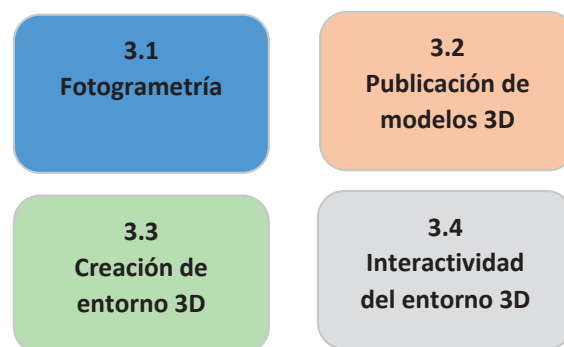 3.1
Fotogrametría
3.2
Publicación de
modelos 3D
3.3
Creación de
entorno 3D
3.4
Interactividad
del entorno 3D